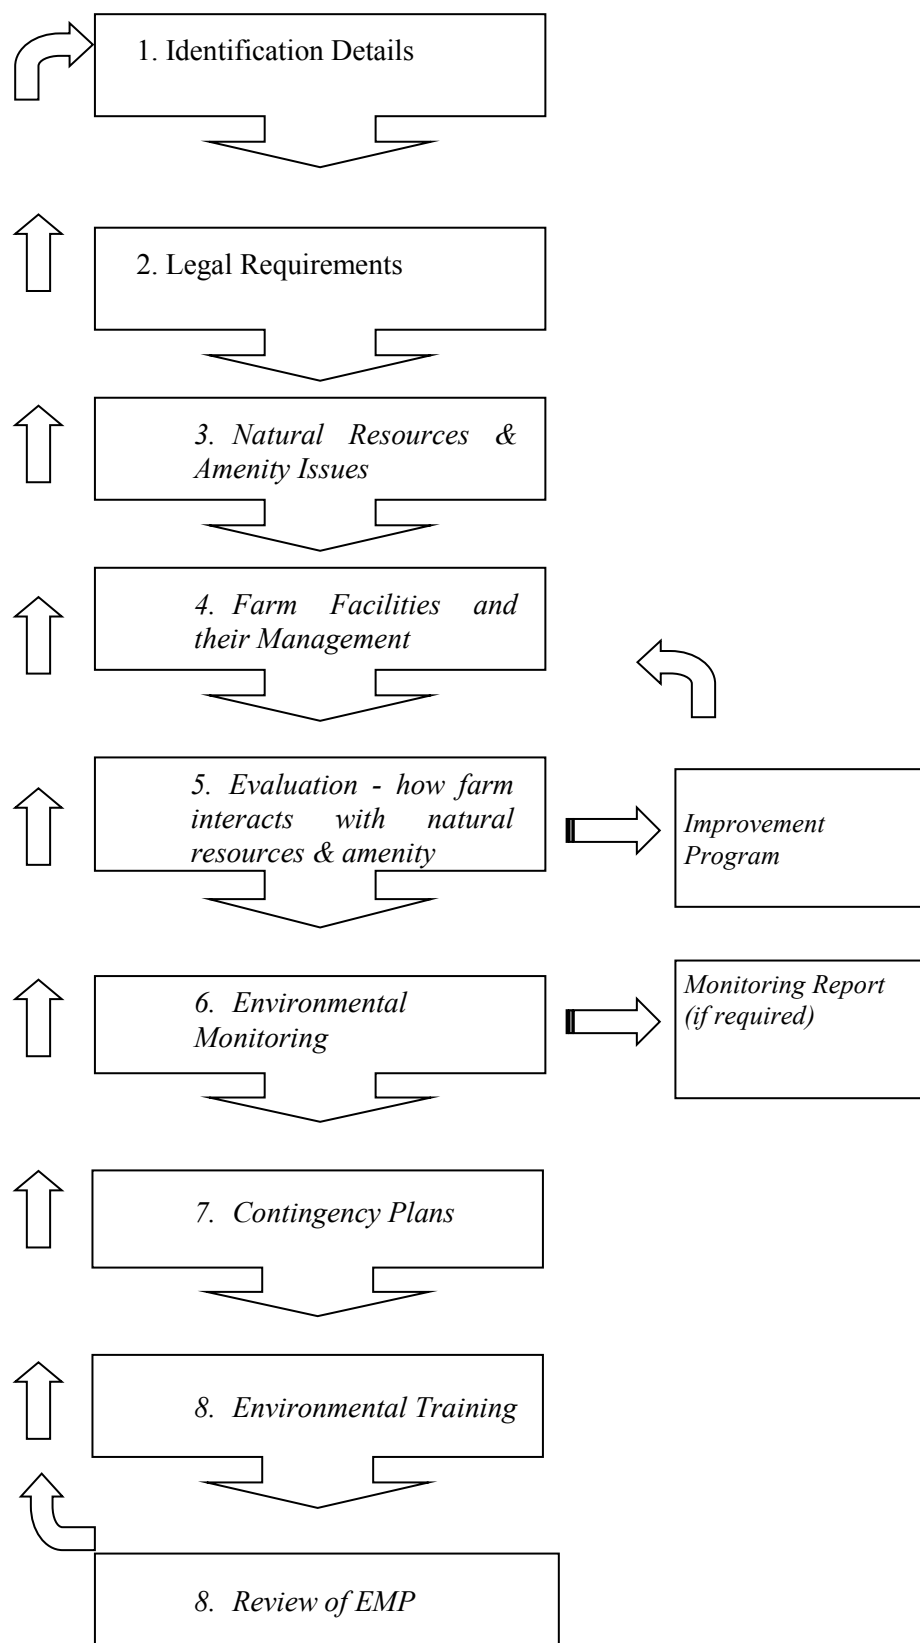 1. Identification Details
2. Legal Requirements
3. Natural Resources &
Amenity Issues
4. Farm Facilities and
their Management
5. Evaluation - how farm
interacts with natural
resources & amenity
Improvement
Program
6. Environmental
Monitoring
Monitoring Report
(if required)
7. Contingency Plans
8. Environmental Training
8. Review of EMP